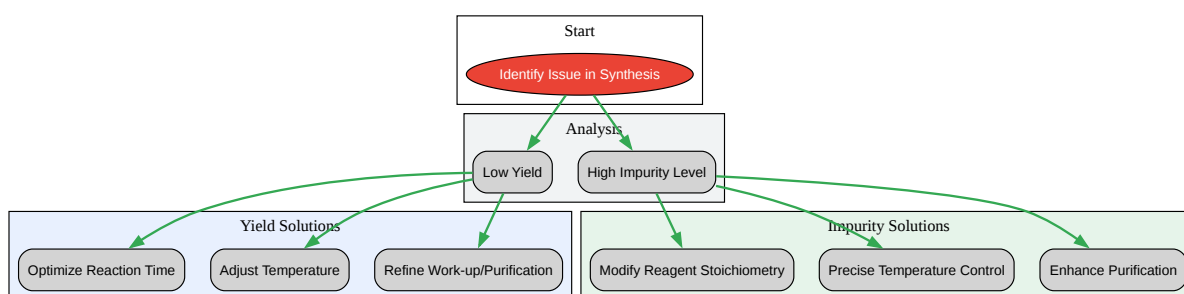 Start
Identify Issue in Synthesis
Analysis
Low Yield
High Impurity Level
Yield Solutions
Impurity Solutions
Optimize Reaction Time
Adjust Temperature
Refine Work-up/Purification
Modify Reagent Stoichiometry
Precise Temperature Control
Enhance Purification